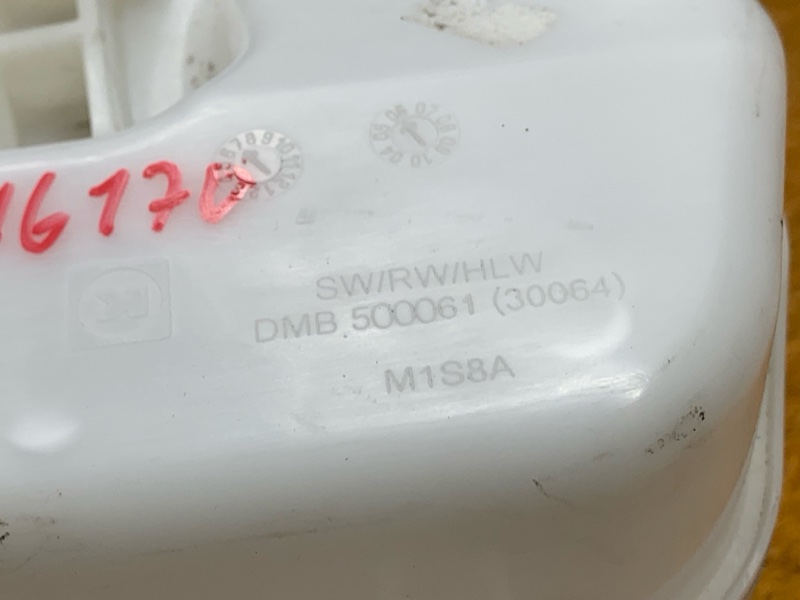 16170
SW/RW/HLW
DMB 500061 (30064)
M1S8A